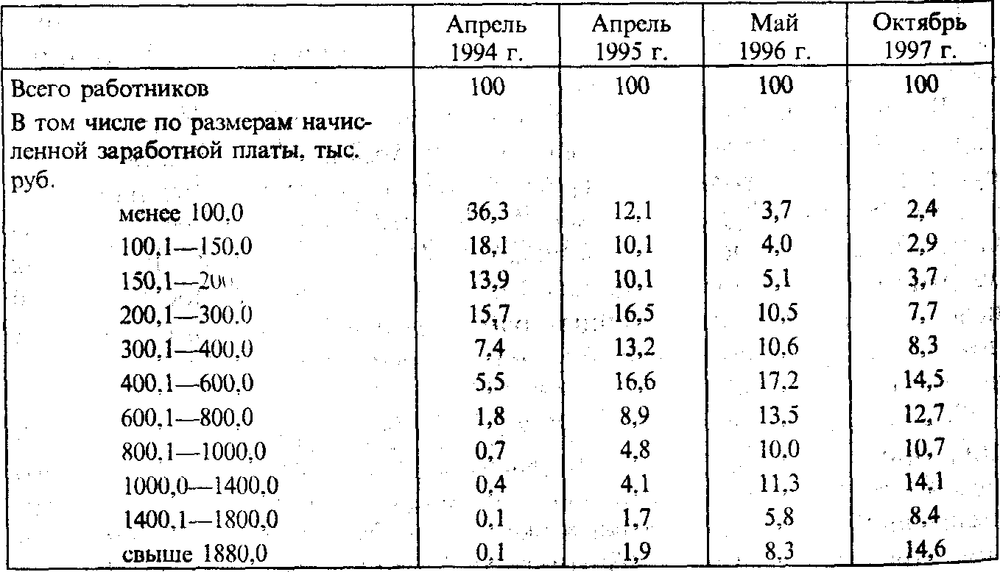 Апрель 1994 г. Апрель 1995 г. Май 1996 г. Октябрь 1997 г.
Всего работников 100 100 100 100
В том числе по размерам начис-
ленной заработной платы, тыс.
руб.
менее 100,0 36,3 12,1 3,7 2,4
100,1—150,0 18,1 10,1 4,0 2,9
150,1— 13,9 10,1 5,1 3,7
200,1—300,0 15,7 16,5 10,5 7,7
300,1—400,0 7,4 13,2 10,6 8,3
400,1—600,0 5,5 16,6 17,2 14,5
600,1—800,0 1,8 8,9 13,5 12,7
800,1—1000,0 0,7 4,8 10,0 10,7
1000,0—1400,0 0,4 4,1 11,3 14,1
1400,1—1800,0 0,1 1,7 5,8 8,4
свыше 1880,0 0,1 1,9 8,3 14,6